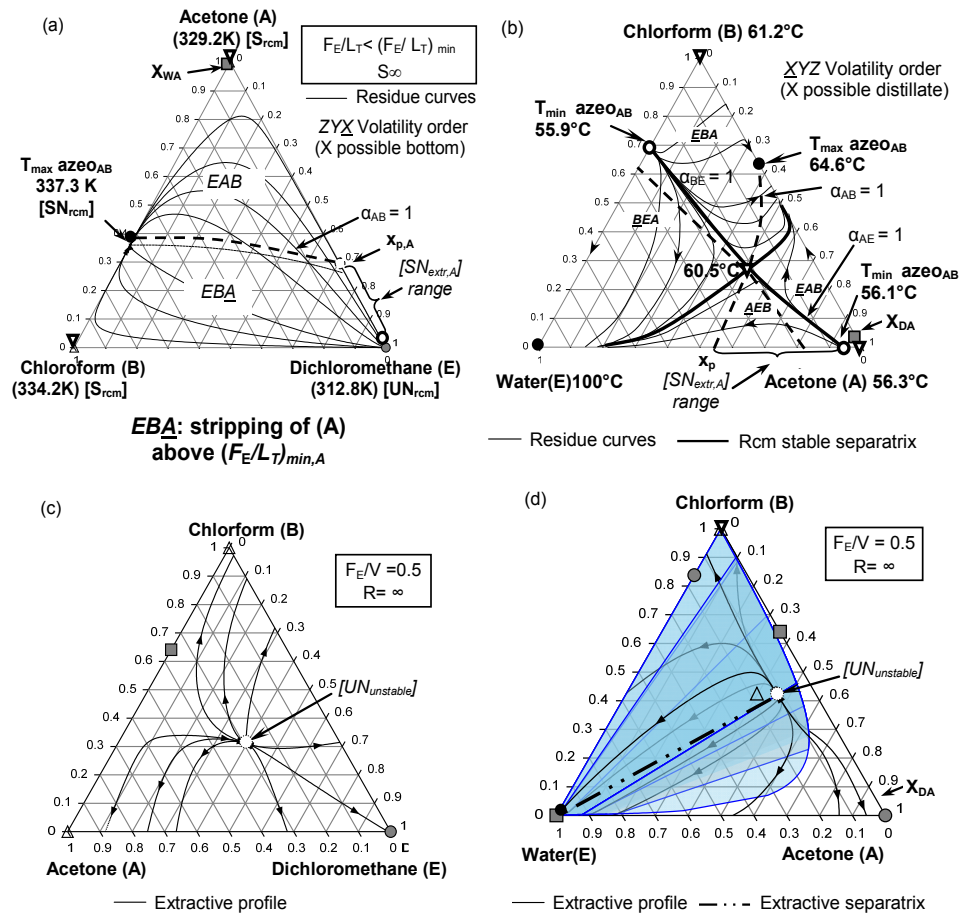 (a)
Acetone (A)
(329.2K) [Srcm]
XWA
FE/LT< (FE/ LT) min
S∞
Residue curves
ZYX Volatility order
(X possible bottom)
Tmax azeoAB
337.3 K
[SNrcm]
EAB
αAB = 1
xp,A
[SNextr,A]
range
EBA
Chloroform (B)
(334.2K) [Srcm]
Dichloromethane (E)
(312.8K) [UNrcm]
EBA: stripping of (A)
above (FE/LT)min,A
(b)
Chlorform (B) 61.2°C
XYZ Volatility order
(X possible distillate)
Tmin azeoAB
55.9°C
EBA
Tmax azeoAB
64.6°C
αBE = 1
αAB = 1
BEA
αAE = 1
60.5°C
EAB
Tmin azeoAB
56.1°C
AEB
XDA
xp
Water(E)100°C
[SNextr,A]
range
Acetone (A) 56.3°C
Residue curves
Rcm stable separatrix
(c)
Chlorform (B)
FE/V =0.5
R= ∞
[UNunstable]
Acetone (A)
Dichloromethane (E)
Extractive profile
(d)
Chlorform (B)
FE/V = 0.5
R= ∞
[UNunstable]
XDA
Water(E)
Acetone (A)
Extractive profile
Extractive separatrix